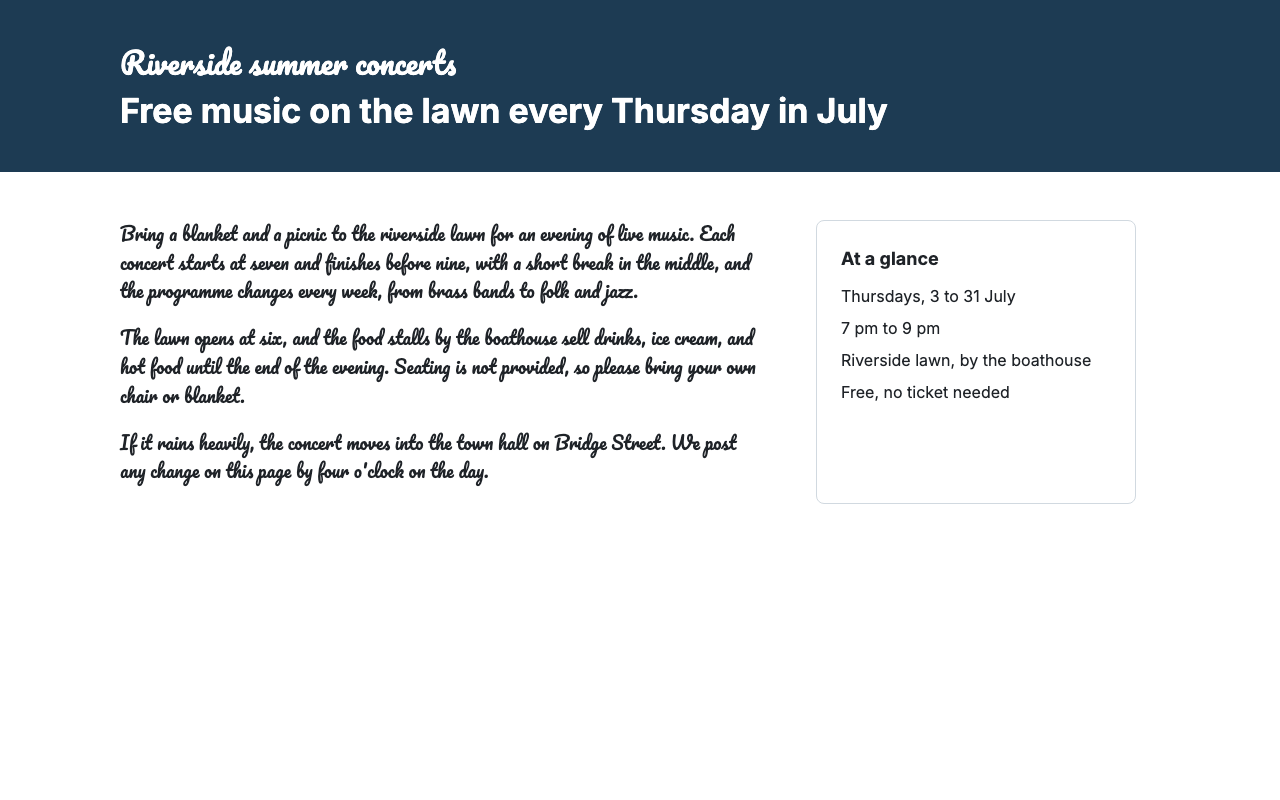 Riverside summer concerts
Free music on the lawn every Thursday in July
Bring a blanket and a picnic to the riverside lawn for an evening of live music. Each
concert starts at seven and finishes before nine, with a short break in the middle, and
the programme changes every week, from brass bands to folk and jazz.
The lawn opens at six, and the food stalls by the boathouse sell drinks, ice cream, and
hot food until the end of the evening. Seating is not provided, so please bring your own
chair or blanket.
If it rains heavily, the concert moves into the town hall on Bridge Street. We post
any change on this page by four o'clock on the day.
At a glance
Thursdays, 3 to 31 July
7 pm to 9 pm
Riverside lawn, by the boathouse
Free, no ticket needed